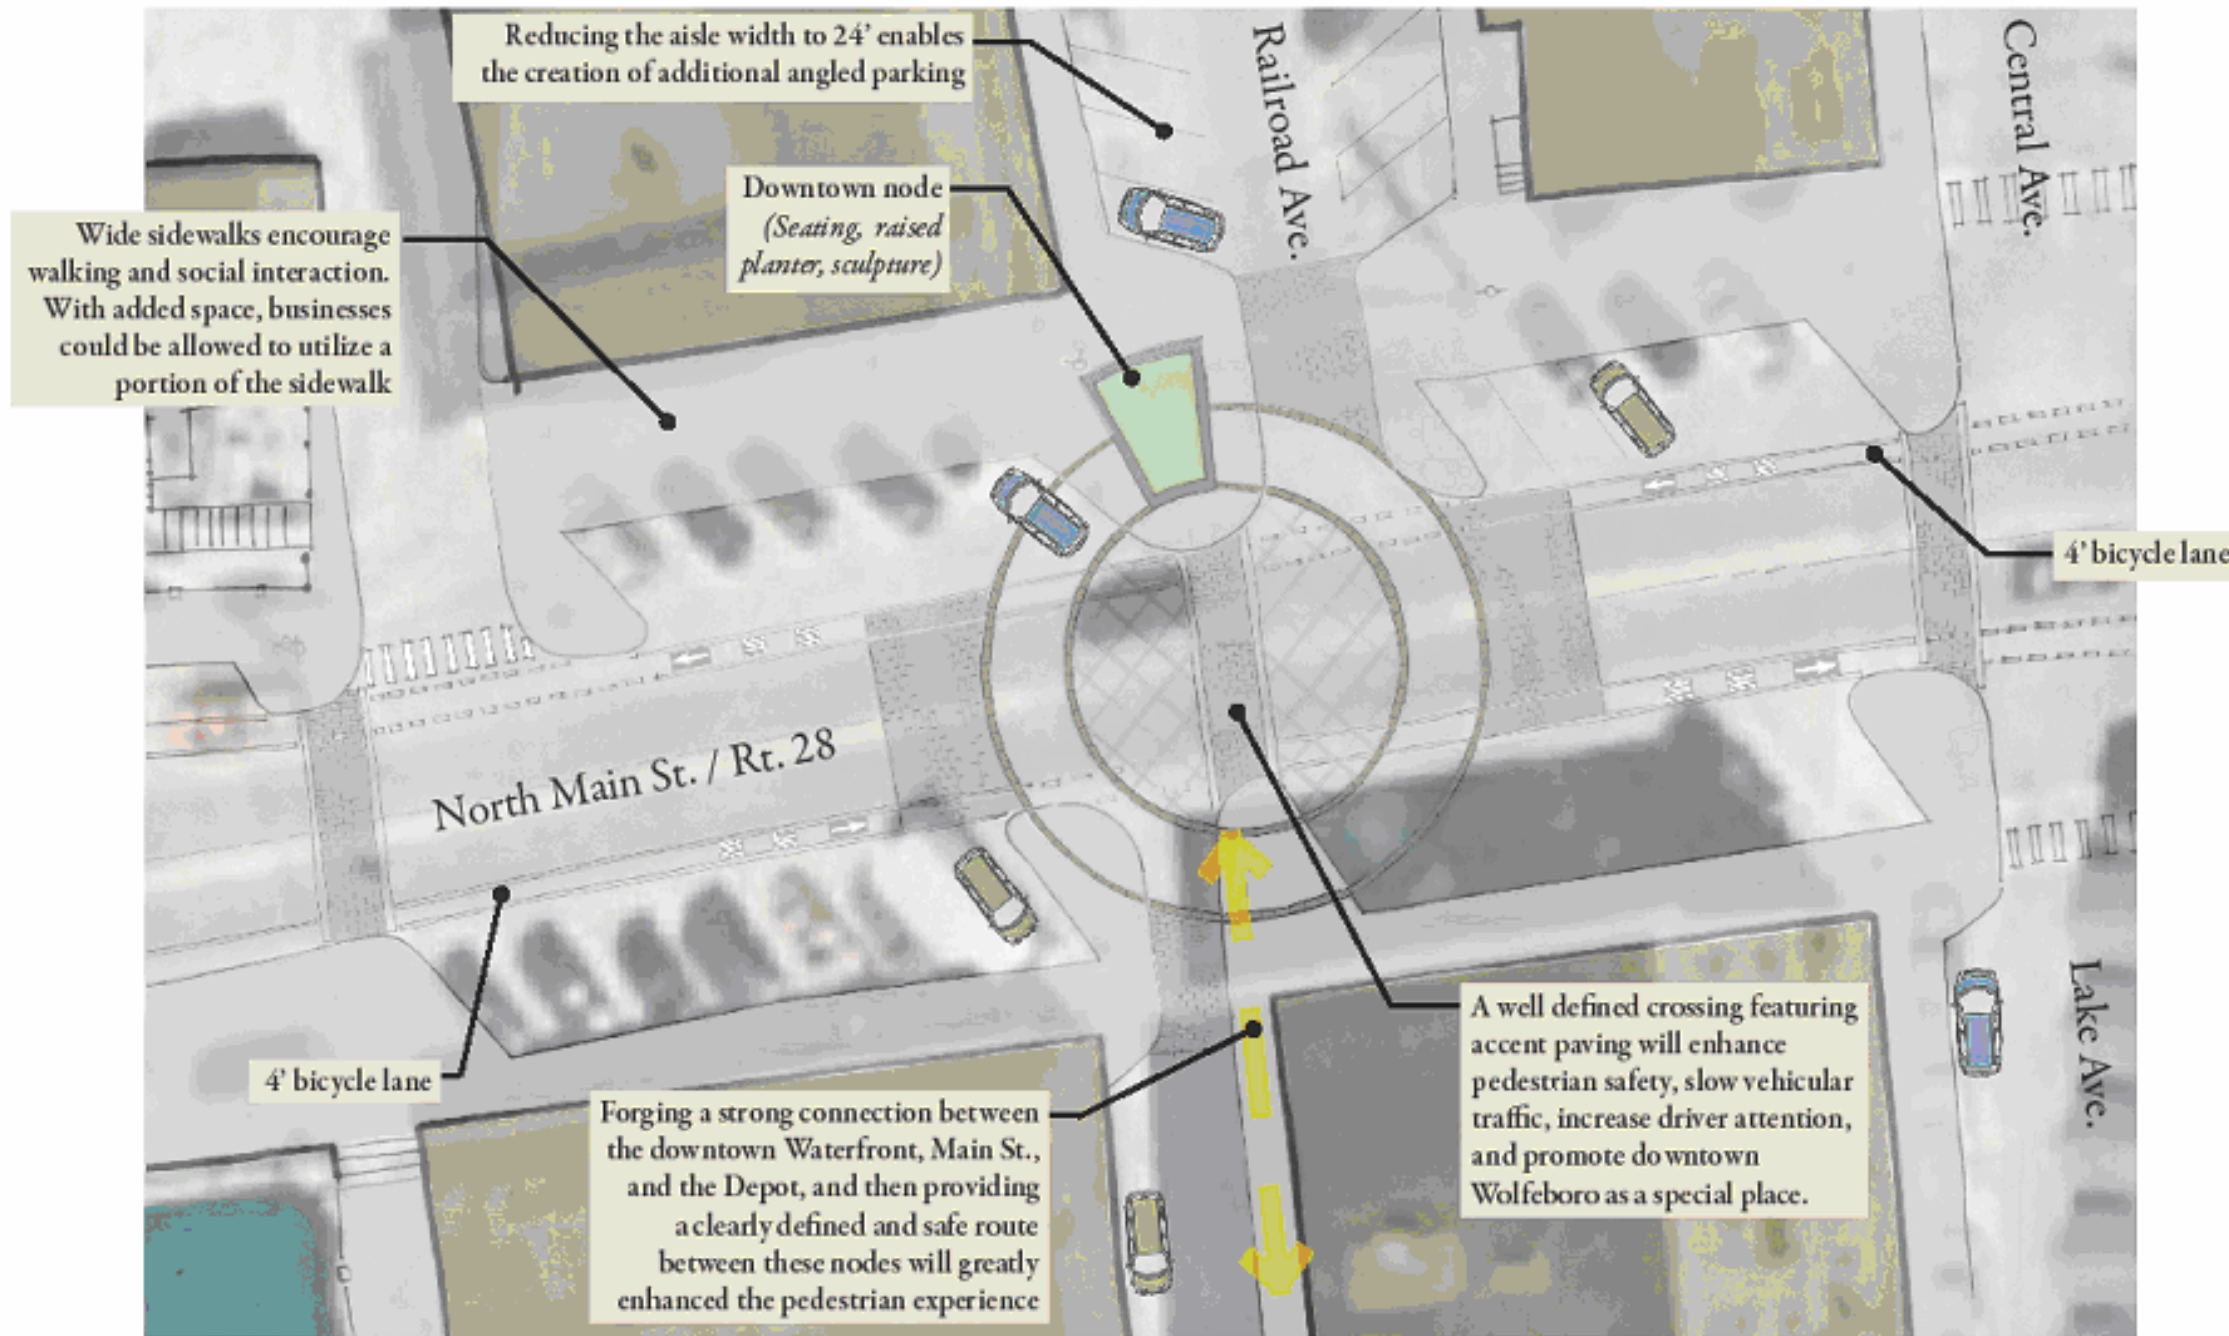 Reducing the aisle width to 24’ enables
the creation of additional angled parking
Railroad Ave.
Central Ave.
Downtown node
(Seating, raised
planter, sculpture)
Wide sidewalks encourage
walking and social interaction.
With added space, businesses
could be allowed to utilize a
portion of the sidewalk
4’ bicycle lane
North Main St. / Rt. 28
4’ bicycle lane
Forging a strong connection between
the downtown Waterfront, Main St.,
and the Depot, and then providing
a clearly defined and safe route
between these nodes will greatly
enhanced the pedestrian experience
A well defined crossing featuring
accent paving will enhance
pedestrian safety, slow vehicular
traffic, increase driver attention,
and promote downtown
Wolfeboro as a special place.
Lake Ave.